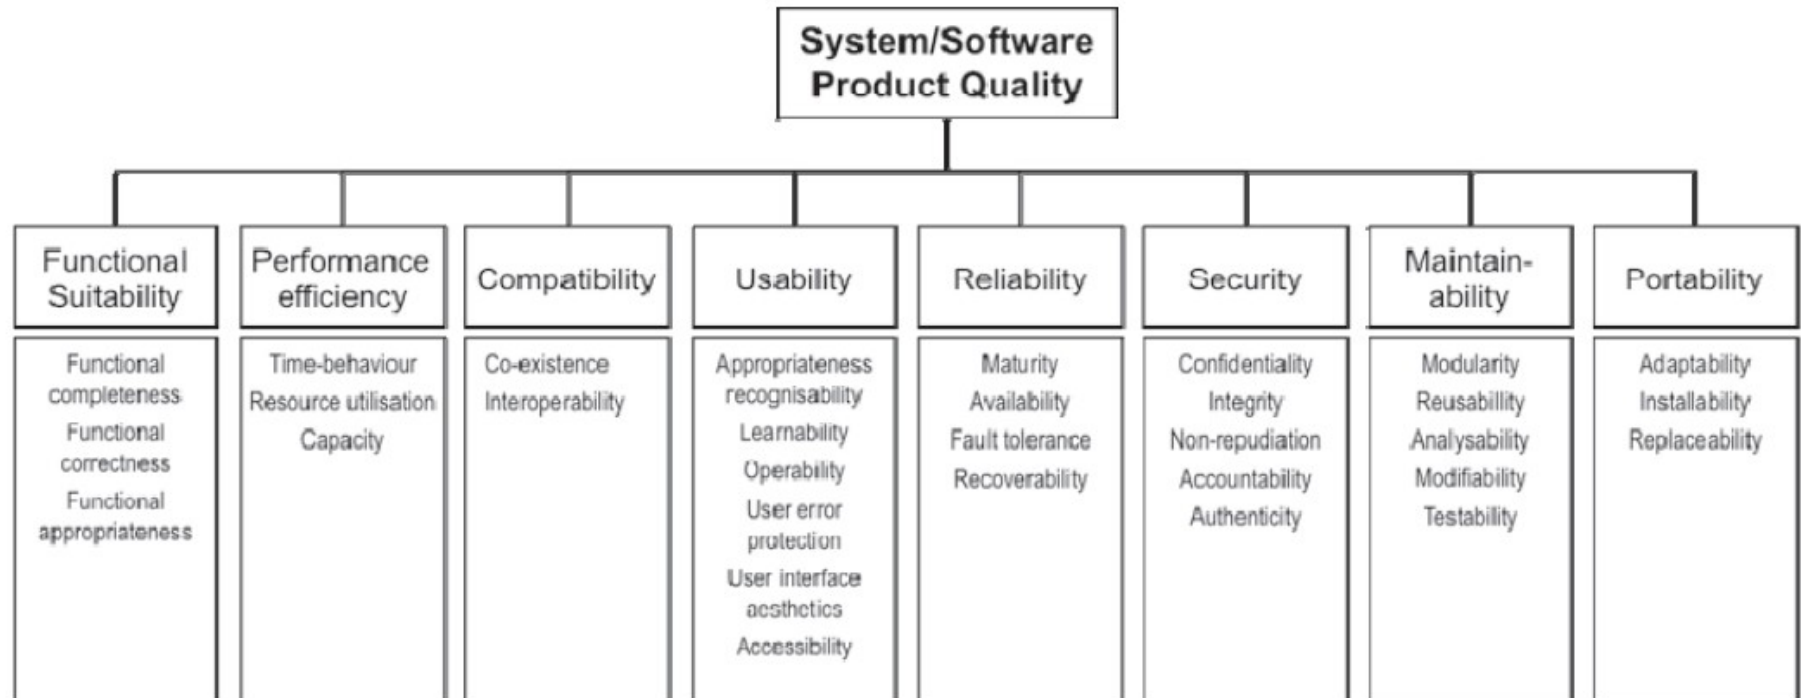 System/Software
Product Quality
Functional
Suitability
Performance
efficiency
Compatibility
Usability
Reliability
Security
Maintain-
ability
Portability
Functional
completeness
Functional
correctness
Functional
appropriateness
Time-behaviour
Resource utilisation
Capacity
Co-existence
Interoperability
Appropriateness
recognisability
Learnability
Operability
User error
protection
User interface
aesthetics
Accessibility
Maturity
Availability
Fault tolerance
Recoverability
Confidentiality
Integrity
Non-repudiation
Accountability
Authenticity
Modularity
Reusabillity
Analysability
Modifiability
Testability
Adaptability
Installability
Replaceability